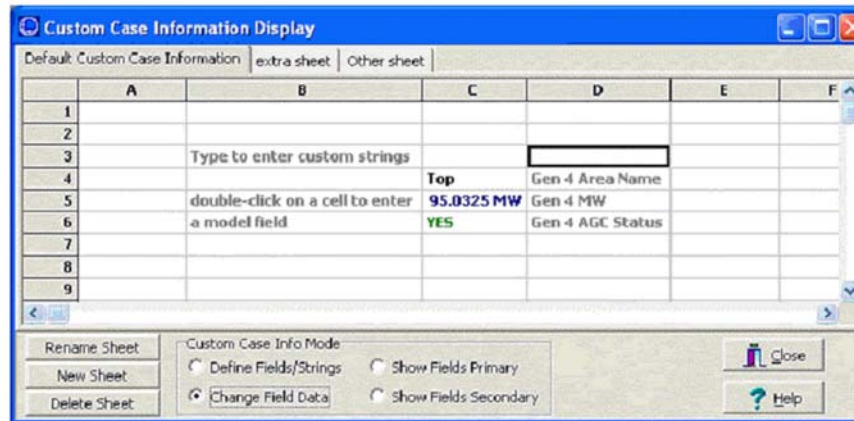 Custom Case Information Display
Default Custom Case Information extra sheet Other sheet
A B C D E F
1
2
3 Type to enter custom strings
4 Top Gen 4 Area Name
5 double-click on a cell to enter 95.0325 MW Gen 4 MW
6 a model field YES Gen 4 AGC Status
7
8
9
Rename Sheet Custom Case Info Mode
Define Fields/Strings Show Fields Primary Close
New Sheet
Change Field Data Show Fields Secondary Help
Delete Sheet